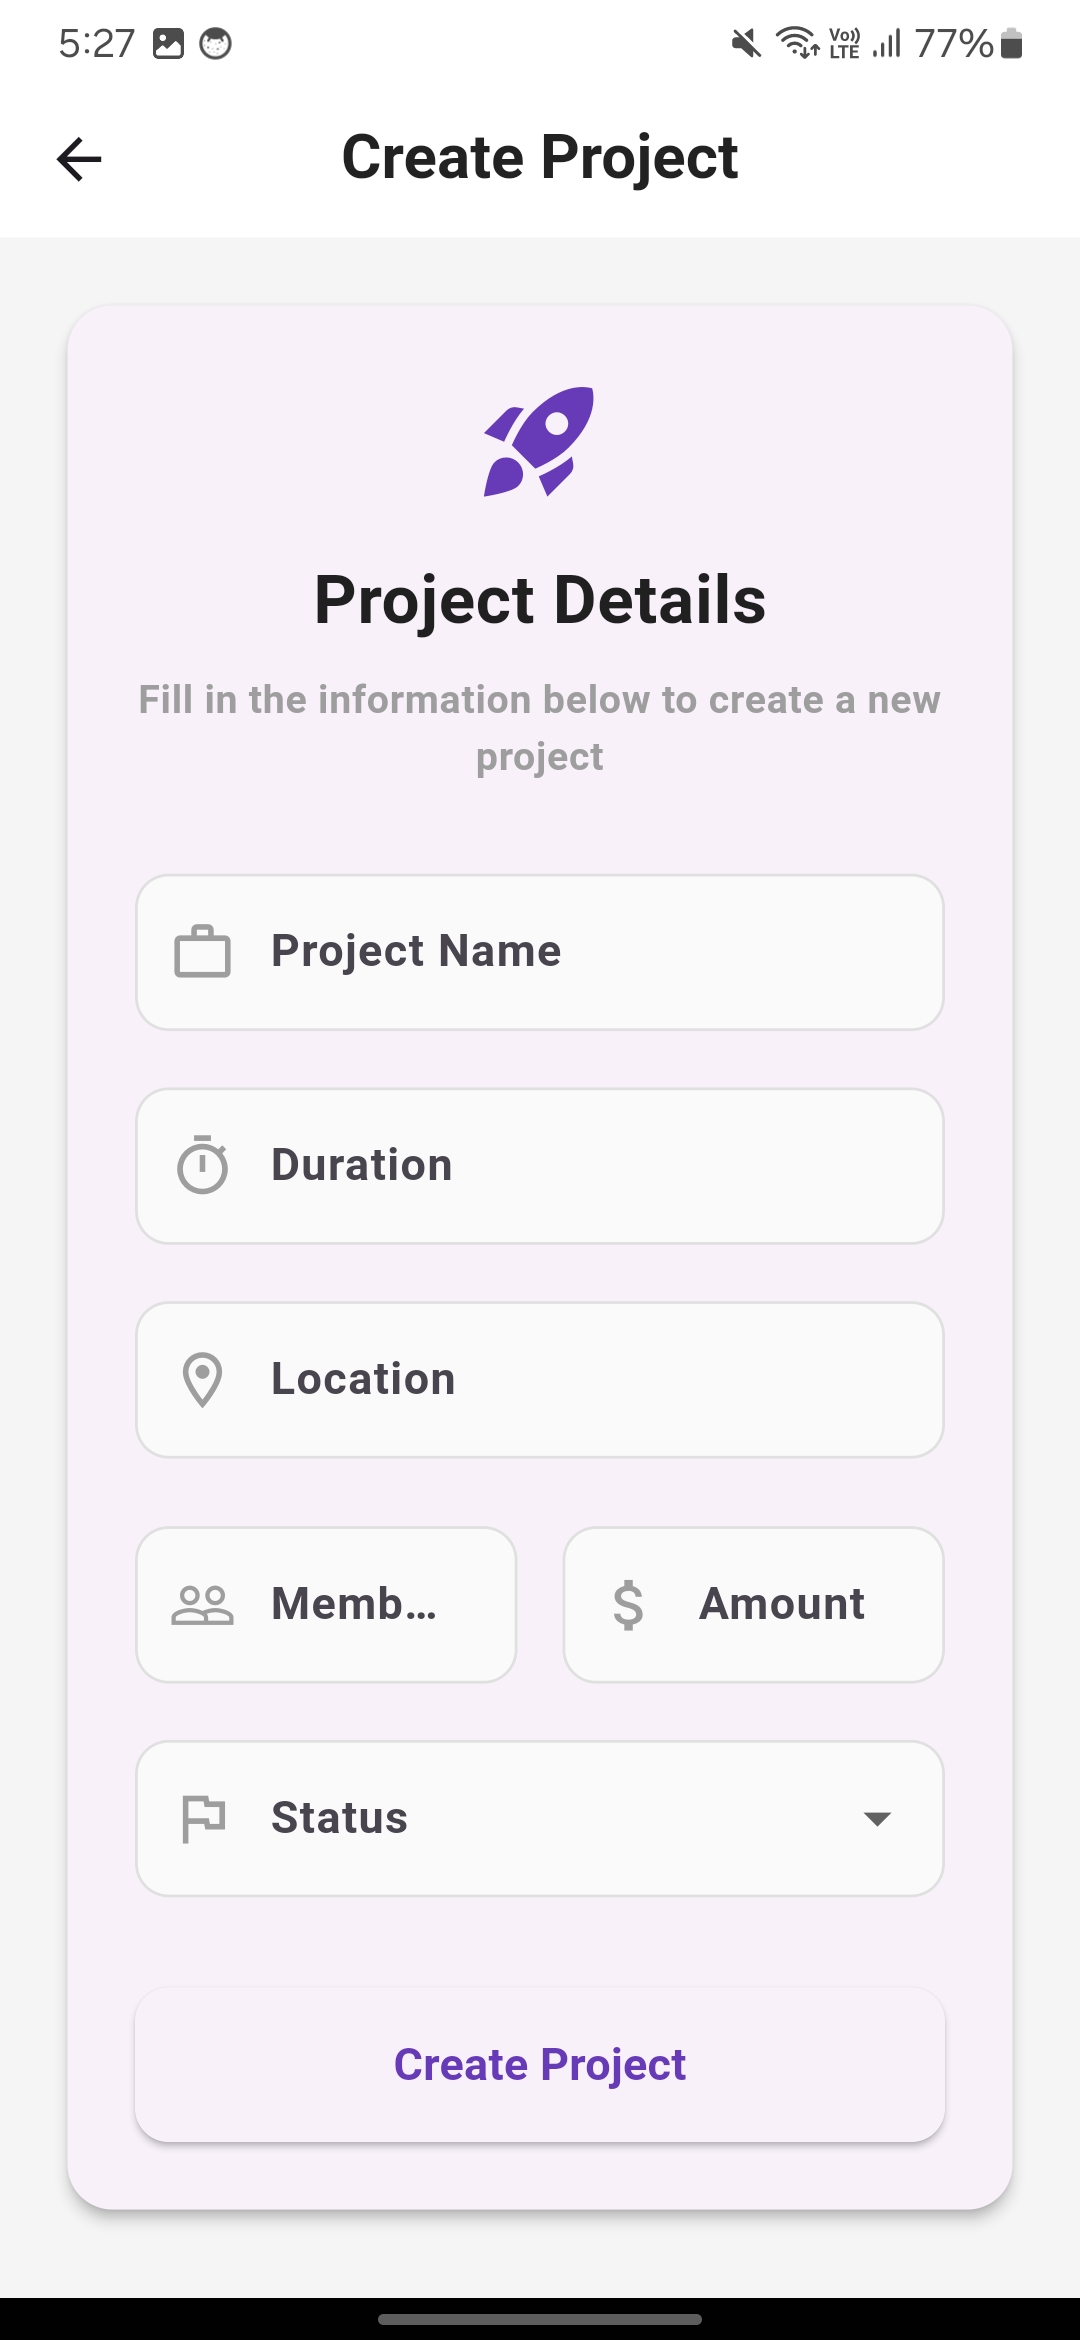 5:27 Vo)) LTE 77%
Create Project
Project Details
Fill in the information below to create a new
project
Project Name
Duration
Location
Memb… Amount
Status
Create Project